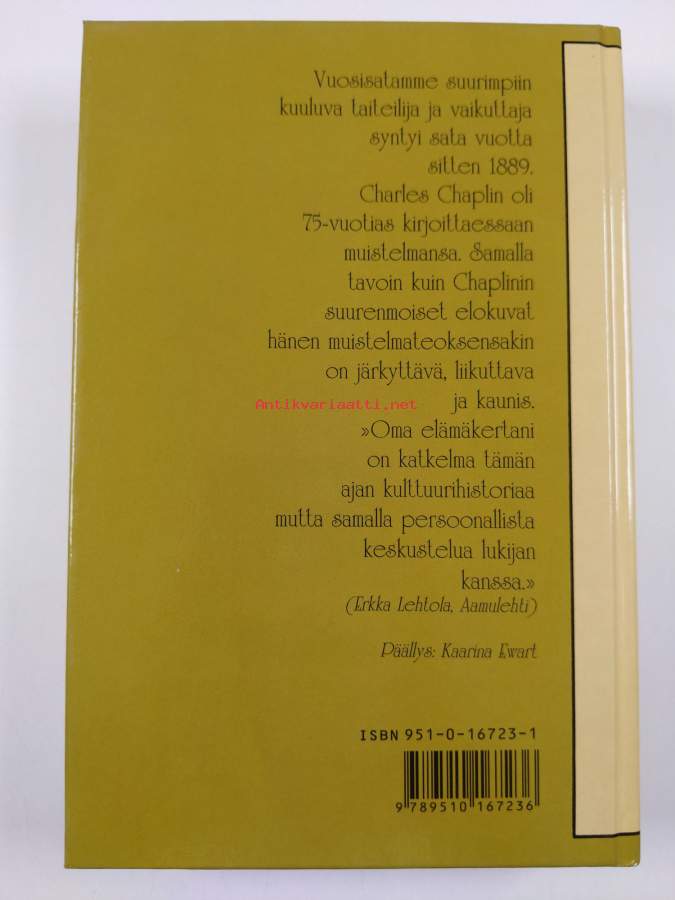 Vuosisatamme suurimpiin
kuuluva taiteilija ja vaikuttaja
syntyi sata vuotta
sitten 1889.
Charles Chaplin oli
75-vuotias kirjoittaessaan
muistelmansa. Samalla
tavoin kuin Chaplinin
suurenmoiset elokuvat
hänen muistelmateoksensakin
on järkyttävä, liikuttava
ja kaunis.
Antikvariaatti.net
»Oma elämäkertani
on katkelma tämän
ajan kulttuurihistoriaa
mutta samalla persoonallista
keskustelua lukijan
kanssa.»
(Erkka Lehtola, Aamulehti)
Päällys: Kaarina Ewart
ISBN 951-0-16723-1
9 789510 167236